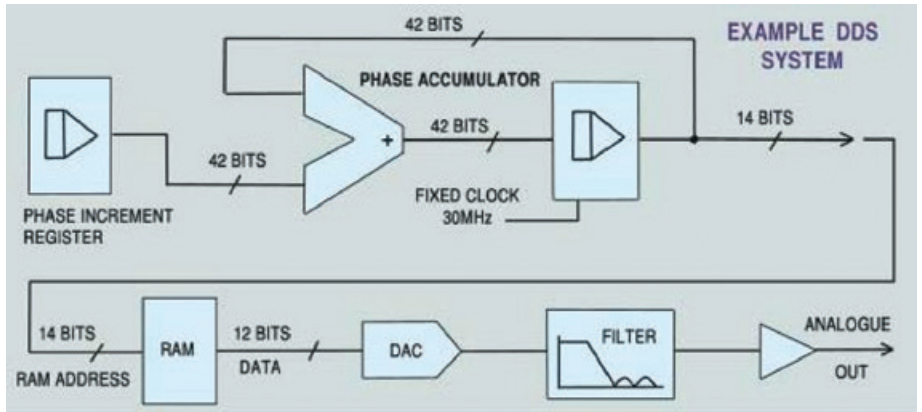 42 BITS
EXAMPLE DDS
SYSTEM
PHASE ACCUMULATOR
42 BITS
14 BITS
+
42 BITS
FIXED CLOCK
30MHz
PHASE INCREMENT
REGISTER
14 BITS
RAM ADDRESS
RAM
12 BITS
DATA
DAC
FILTER
ANALOGUE
OUT